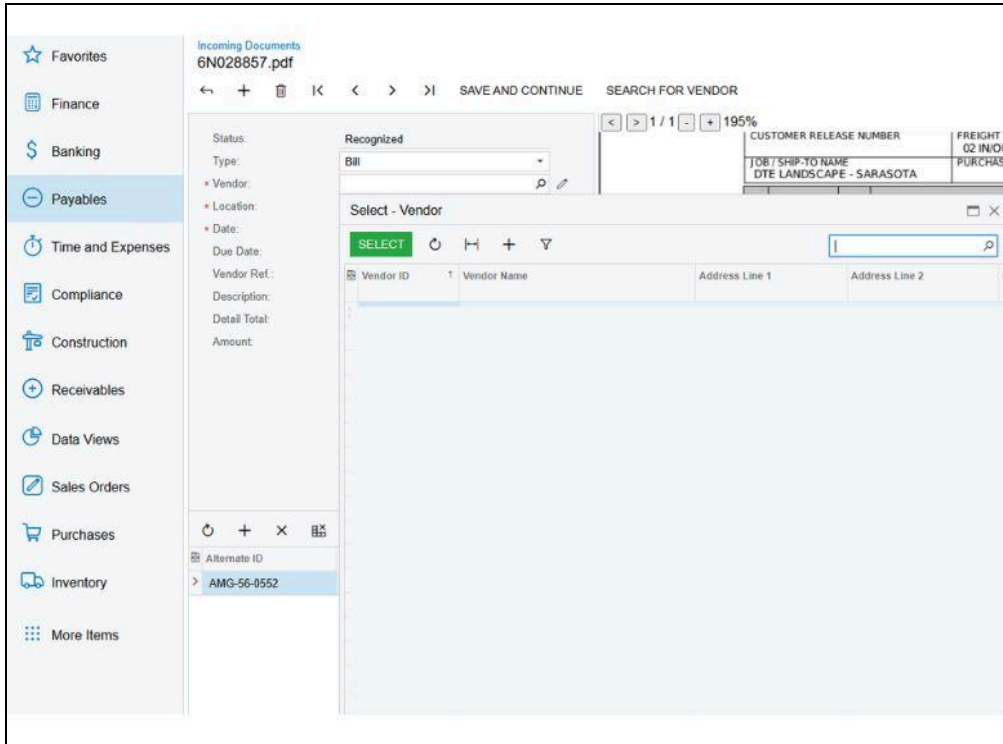 Favorites
Finance
Banking
Payables
Time and Expenses
Compliance
Construction
Receivables
Data Views
Sales Orders
Purchases
Inventory
More Items
Incoming Documents
6N028857.pdf
SAVE AND CONTINUE SEARCH FOR VENDOR
Status: Recognized
Type: Bill
* Vendor:
* Location:
* Date:
Due Date:
Vendor Ref.:
Description:
Detail Total:
Amount:
< > 1 / 1 - + 195%
CUSTOMER RELEASE NUMBER FREIGHT
02 IN/O
JOB / SHIP-TO NAME PURCHAS
DTE LANDSCAPE - SARASOTA
Select - Vendor
SELECT
Vendor ID ↑ Vendor Name Address Line 1 Address Line 2
Alternate ID
> AMG-56-0552